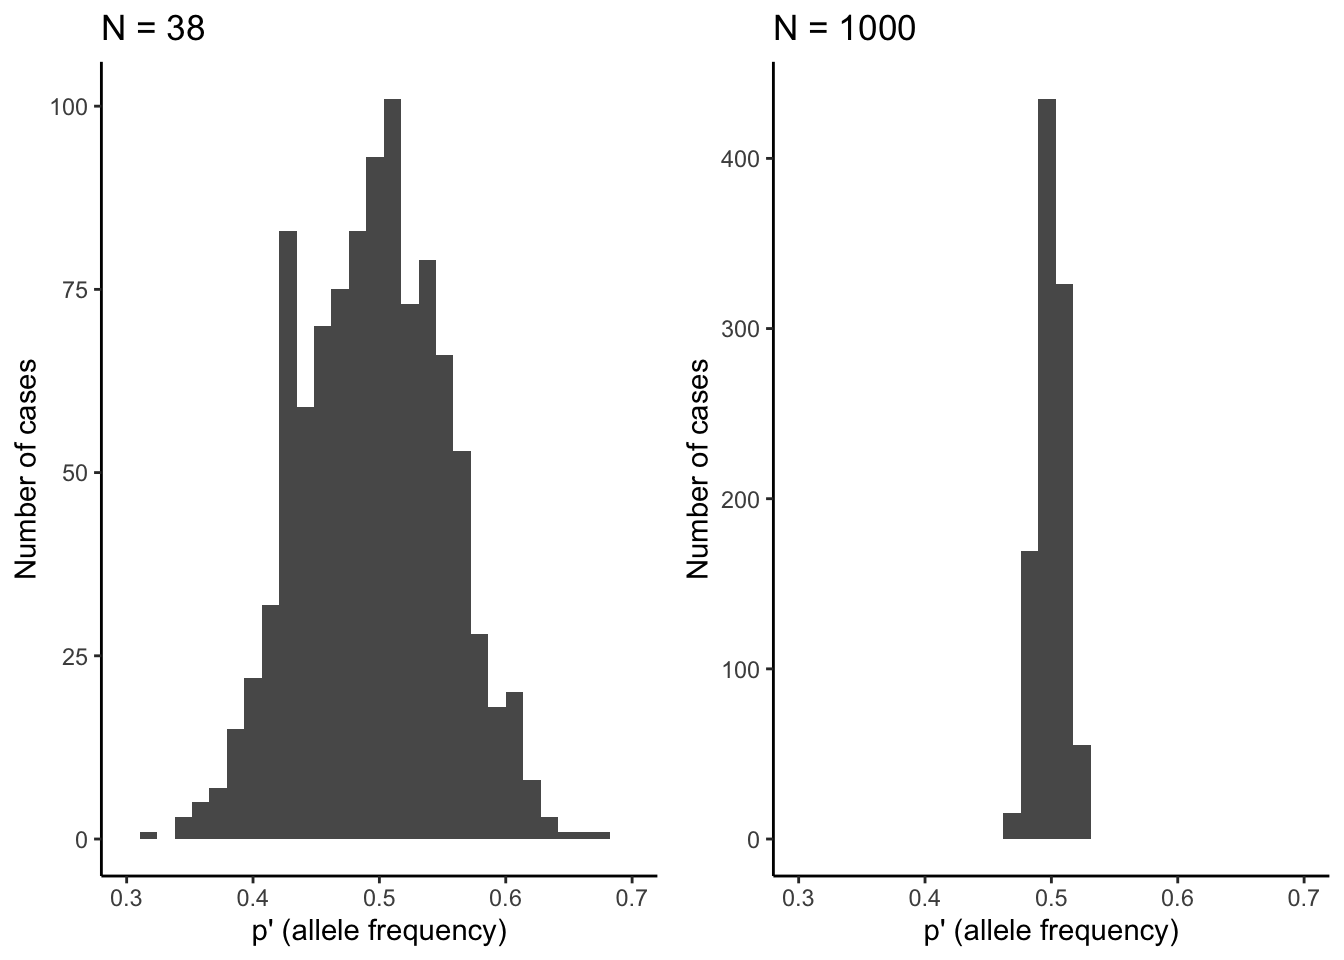 N = 38
100
75
50
25
0
Number of cases
0.3 0.4 0.5 0.6 0.7
p' (allele frequency)
N = 1000
400
300
200
100
0
Number of cases
0.3 0.4 0.5 0.6 0.7
p' (allele frequency)